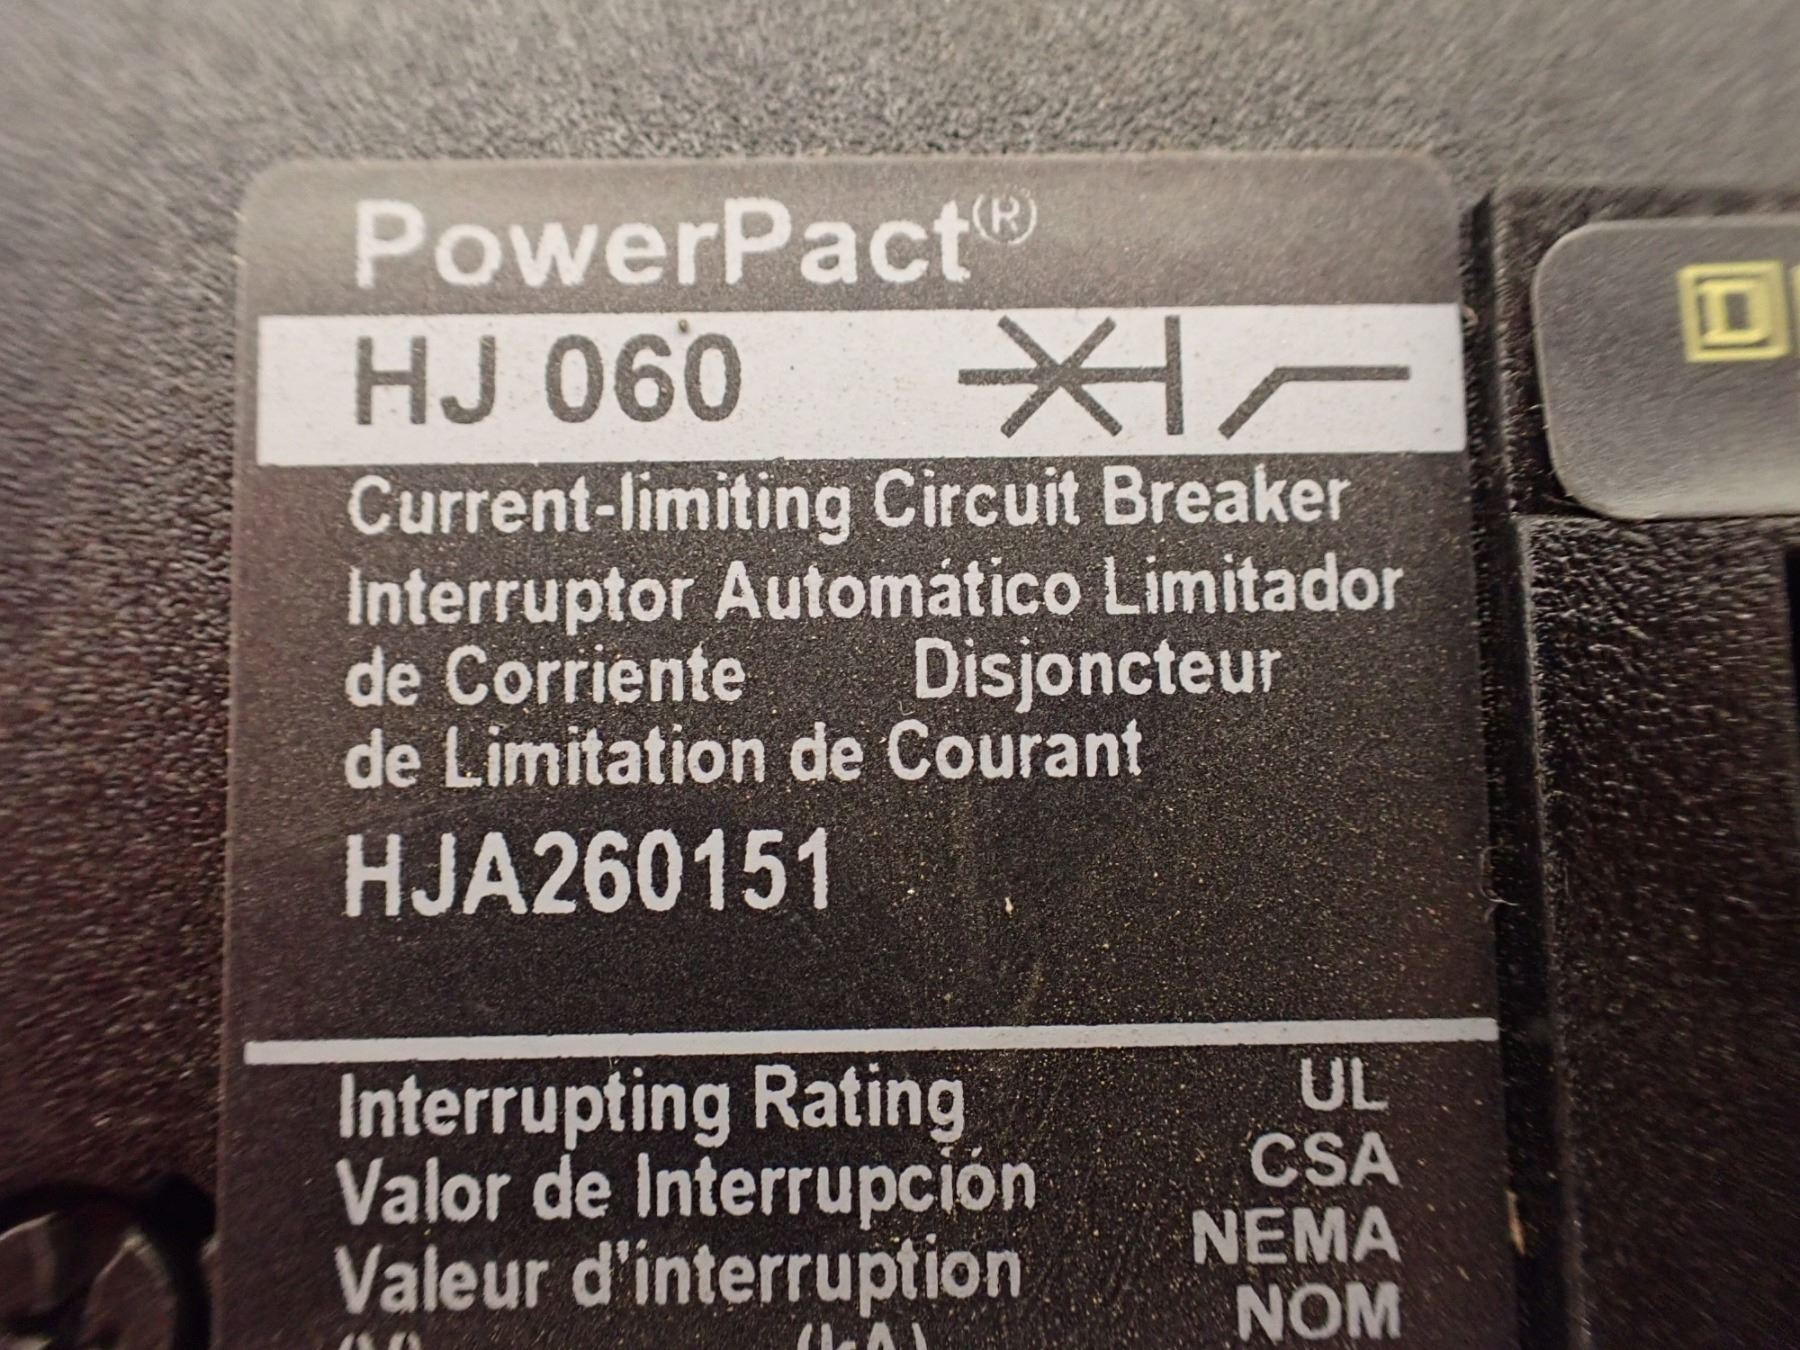 PowerPact®
HJ 060
Current-limiting Circuit Breaker
Interruptor Automático Limitador
de Corriente Disjoncteur
de Limitation de Courant
HJA260151
Interrupting Rating UL
Valor de Interrupción CSA
Valeur d'interruption NEMA
(V) (kA) NOM
D